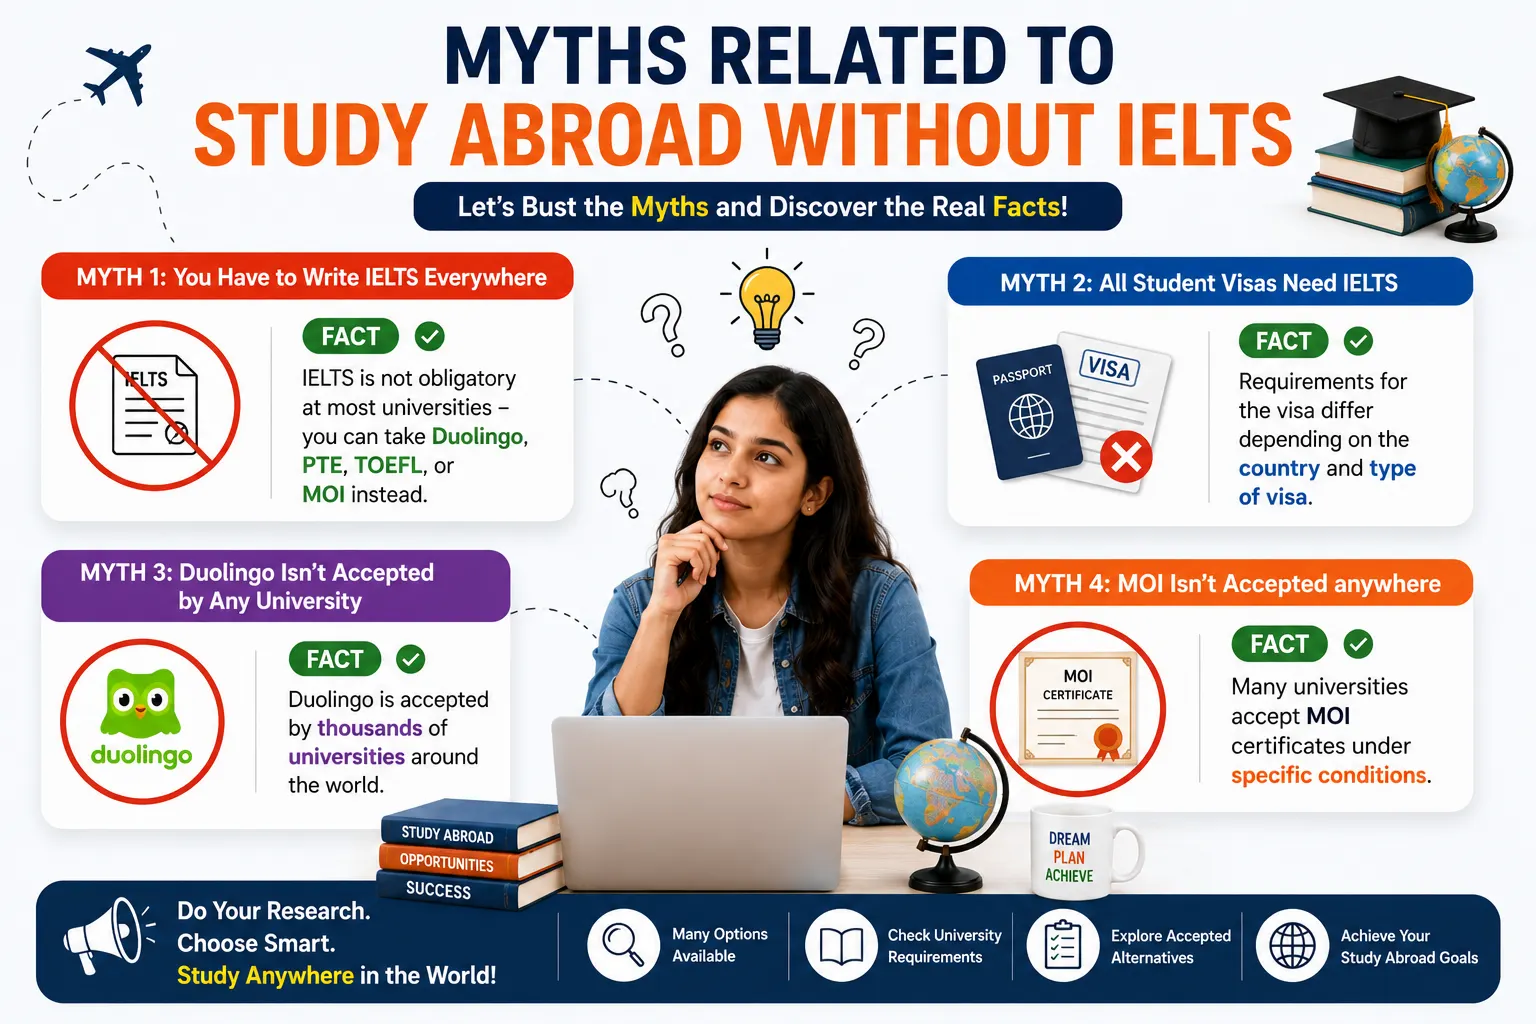 MYTHS RELATED TO
STUDY ABROAD WITHOUT IELTS
Let's Bust the Myths and Discover the Real Facts!
MYTH 1: You Have to Write IELTS Everywhere
IELTS
FACT
IELTS is not obligatory
at most universities –
you can take Duolingo,
PTE, TOEFL, or
MOI instead.
MYTH 2: All Student Visas Need IELTS
PASSPORT
VISA
FACT
Requirements for
the visa differ
depending on the
country and type
of visa.
MYTH 3: Duolingo Isn't Accepted
by Any University
duolingo
FACT
Duolingo is accepted
by thousands of
universities around
the world.
MYTH 4: MOI Isn't Accepted anywhere
MOI
CERTIFICATE
FACT
Many universities
accept MOI
certificates under
specific conditions.
STUDY ABROAD
OPPORTUNITIES
SUCCESS
DREAM
PLAN
ACHIEVE
Do Your Research.
Choose Smart.
Study Anywhere in the World!
Many Options
Available
Check University
Requirements
Explore Accepted
Alternatives
Achieve Your
Study Abroad Goals